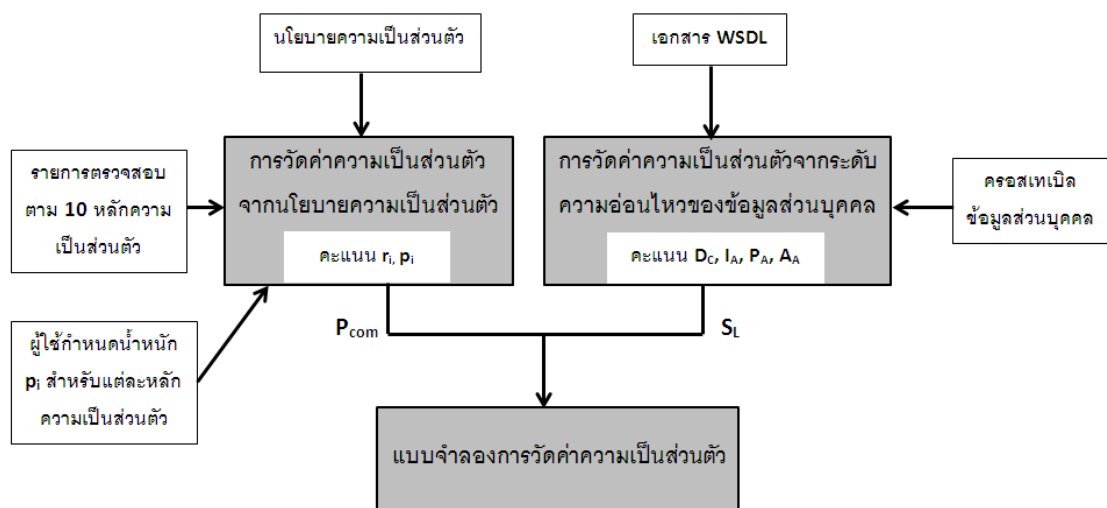 นโยบายความเป็นส่วนตัว
เอกสาร WSDL
รายการตรวจสอบ
ตาม 10 หลักความ
เป็นส่วนตัว
การวัดค่าความเป็นส่วนตัว
จากนโยบายความเป็นส่วนตัว
คะแนน rᵢ, pᵢ
การวัดค่าความเป็นส่วนตัวจากระดับ
ความอ่อนไหวของข้อมูลส่วนบุคคล
คะแนน D_C, I_A, P_A, A_A
ครอสเทเบิล
ข้อมูลส่วนบุคคล
ผู้ใช้กำหนดน้ำหนัก
pᵢ สำหรับแต่ละหลัก
ความเป็นส่วนตัว
P_com
S_L
แบบจำลองการวัดค่าความเป็นส่วนตัว